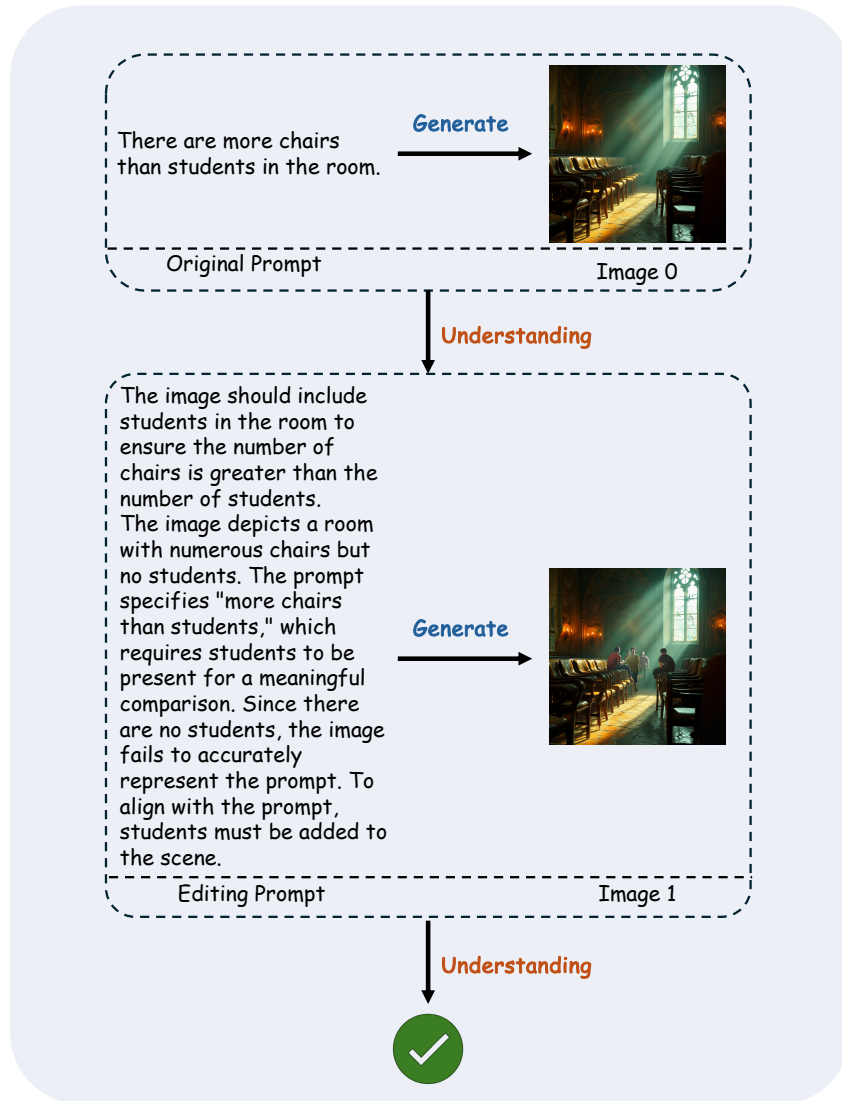 There are more chairs
than students in the room.
Generate
Original Prompt
Image 0
Understanding
The image should include
students in the room to
ensure the number of
chairs is greater than the
number of students.
The image depicts a room
with numerous chairs but
no students. The prompt
specifies "more chairs
than students," which
requires students to be
present for a meaningful
comparison. Since there
are no students, the image
fails to accurately
represent the prompt. To
align with the prompt,
students must be added to
the scene.
Generate
Editing Prompt
Image 1
Understanding